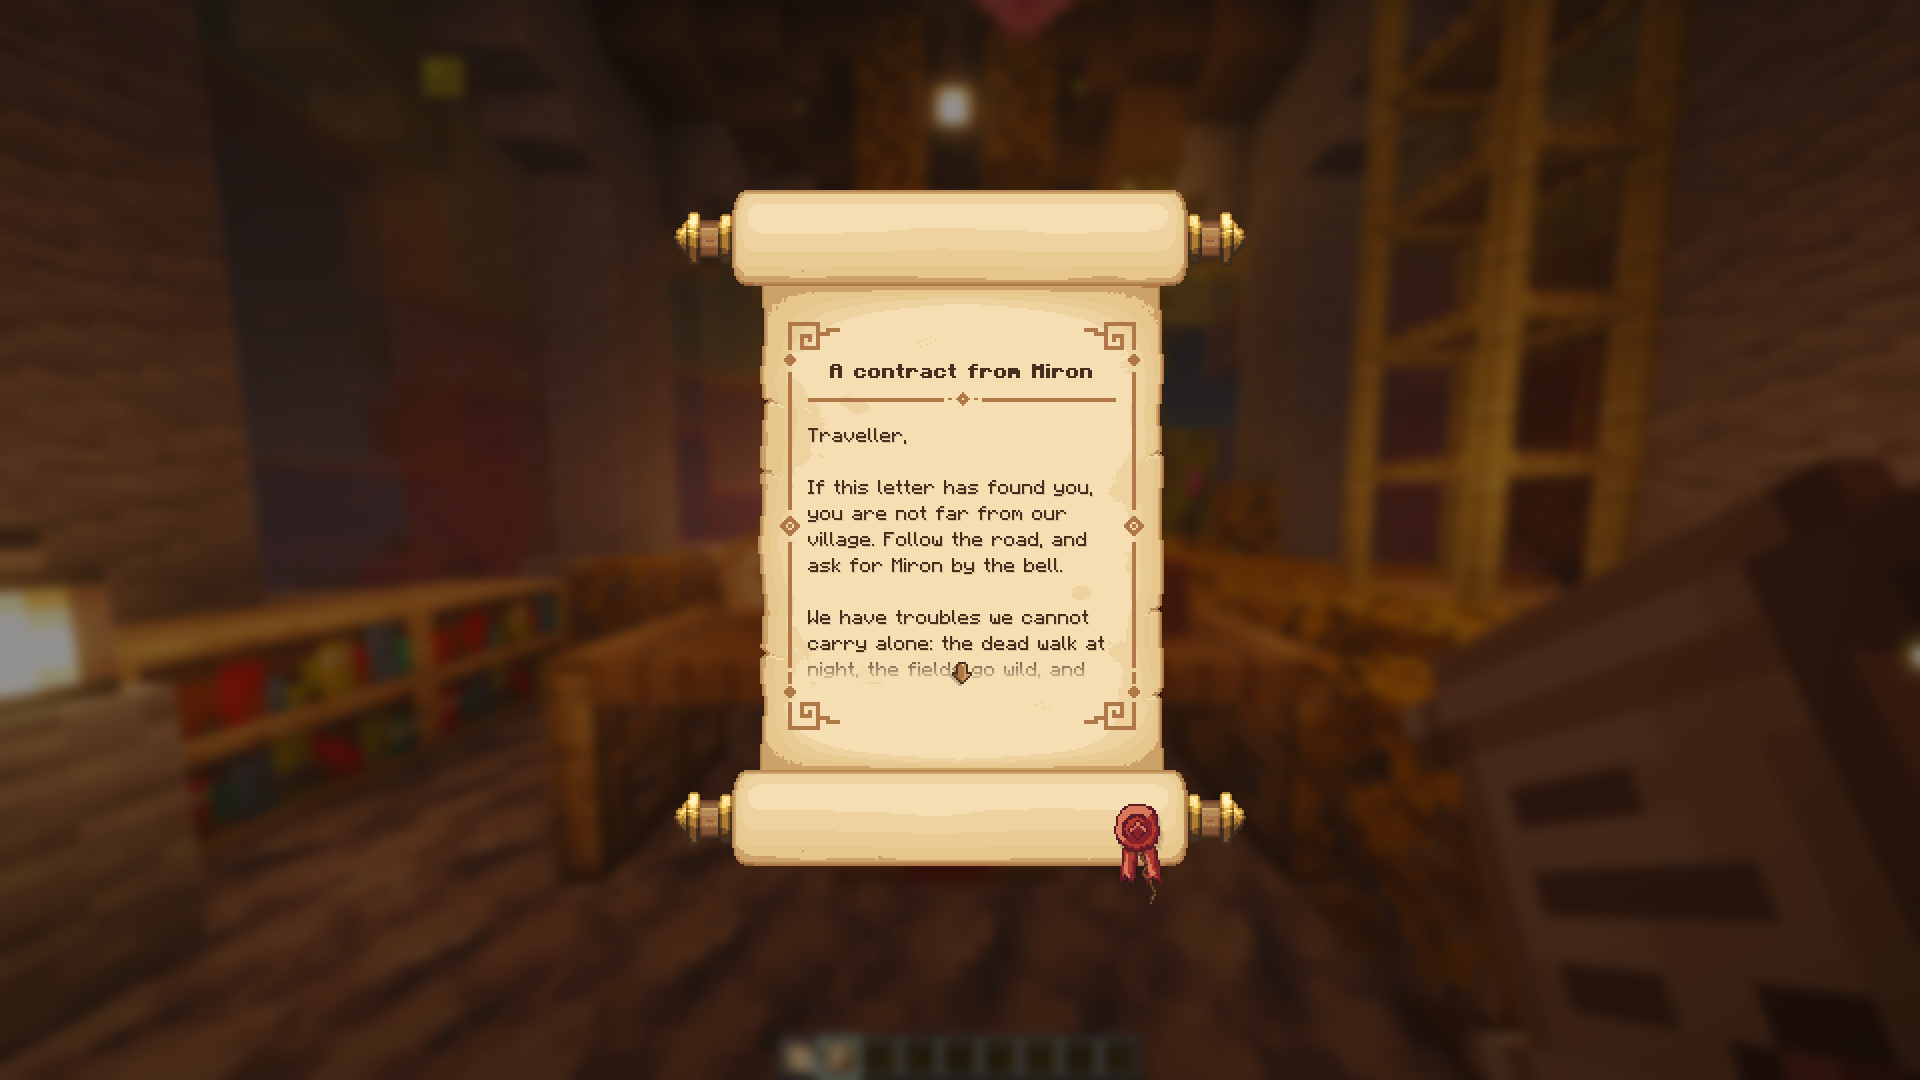 A contract from Miron
Traveller,
If this letter has found you,
you are not far from our
village. Follow the road, and
ask for Miron by the bell.
We have troubles we cannot
carry alone: the dead walk at
night, the fields go wild, and